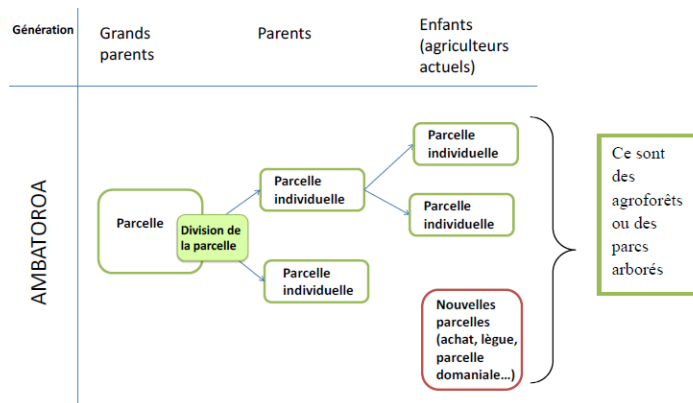 Génération
Grands
parents
Parents
Enfants
(agriculteurs
actuels)
AMBATOROA
Parcelle
Division de
la parcelle
Parcelle
individuelle
Parcelle
individuelle
Parcelle
individuelle
Parcelle
individuelle
Nouvelles
parcelles
(achat, lègue,
parcelle
domaniale...)
Ce sont
des
agroforêts
ou des
parcs
arborés